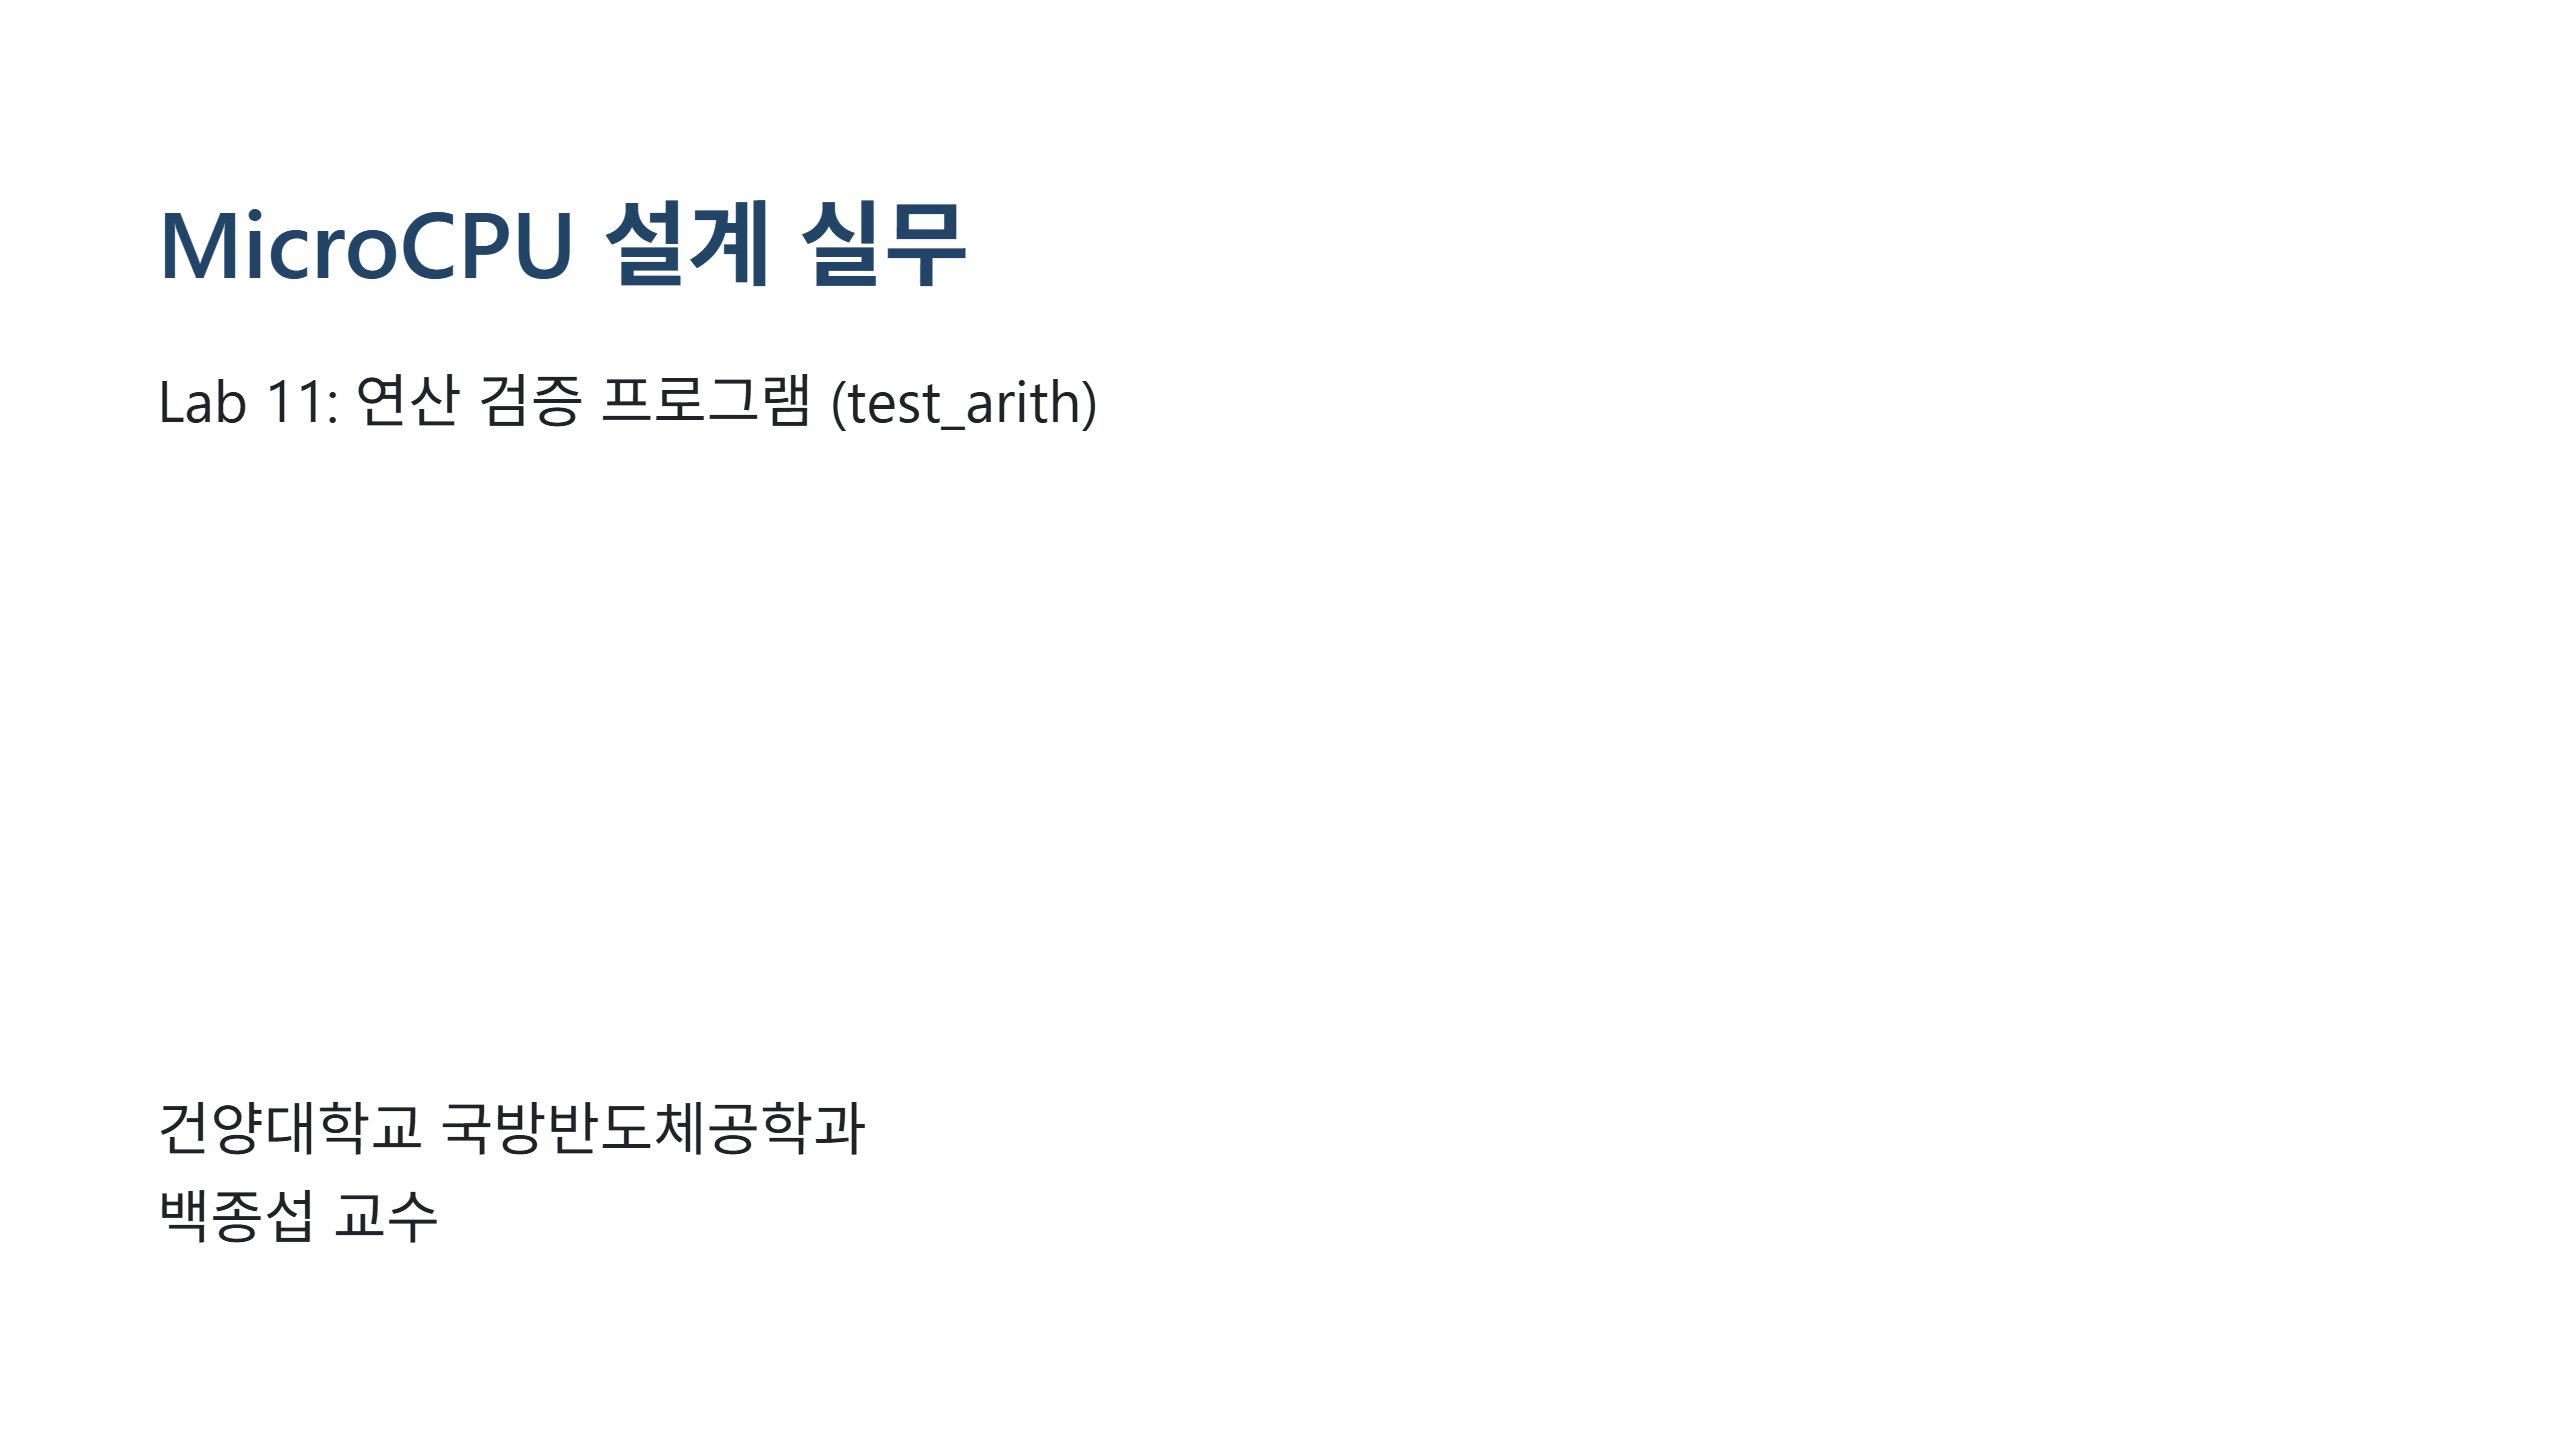 MicroCPU 설계 실무
Lab 11: 연산 검증 프로그램 (test_arith)
건양대학교 국방반도체공학과
백종섭 교수